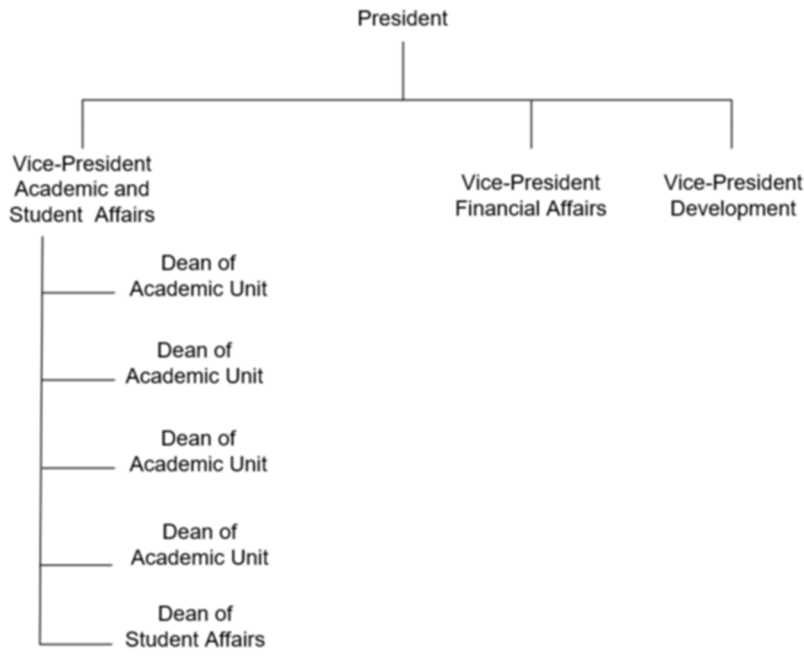 President
Vice-President
Academic and
Student Affairs
Vice-President
Financial Affairs
Vice-President
Development
Dean of
Academic Unit
Dean of
Academic Unit
Dean of
Academic Unit
Dean of
Academic Unit
Dean of
Student Affairs